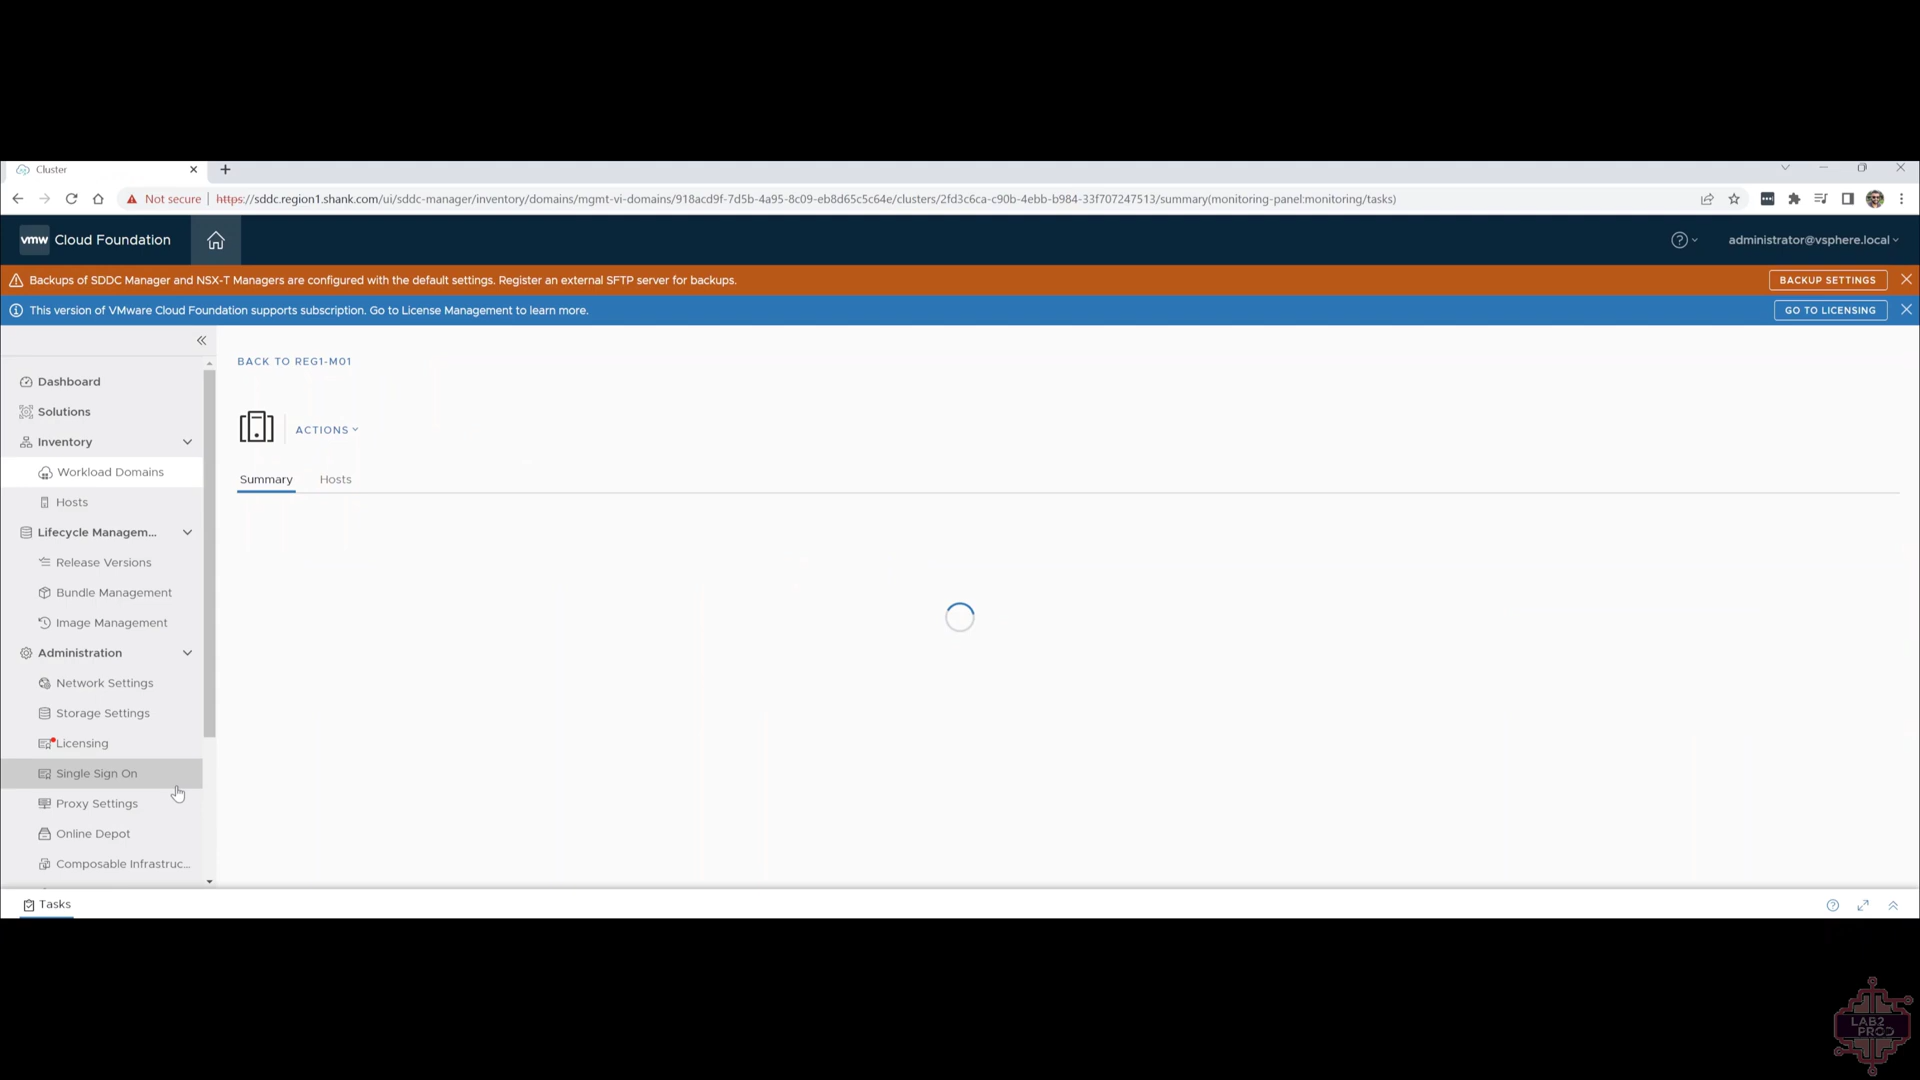 Cluster
Not secure
https://sddc.region1.shank.com/ui/sddc-manager/inventory/domains/mgmt-vi-domains/918acd9f-7d5b-4a95-8c09-eb8d65c5c64e/clusters/2fd3c6ca-c90b-4ebb-b984-33f707247513/summary(monitoring-panel:monitoring/tasks)
vmw Cloud Foundation
administrator@vsphere.local
Backups of SDDC Manager and NSX-T Managers are configured with the default settings. Register an external SFTP server for backups.
BACKUP SETTINGS
This version of VMware Cloud Foundation supports subscription. Go to License Management to learn more.
GO TO LICENSING
Dashboard
Solutions
Inventory
Workload Domains
Hosts
Lifecycle Managem...
Release Versions
Bundle Management
Image Management
Administration
Network Settings
Storage Settings
Licensing
Single Sign On
Proxy Settings
Online Depot
Composable Infrastruc...
BACK TO REG1-M01
ACTIONS
Summary
Hosts
Tasks
LAB2
PROD